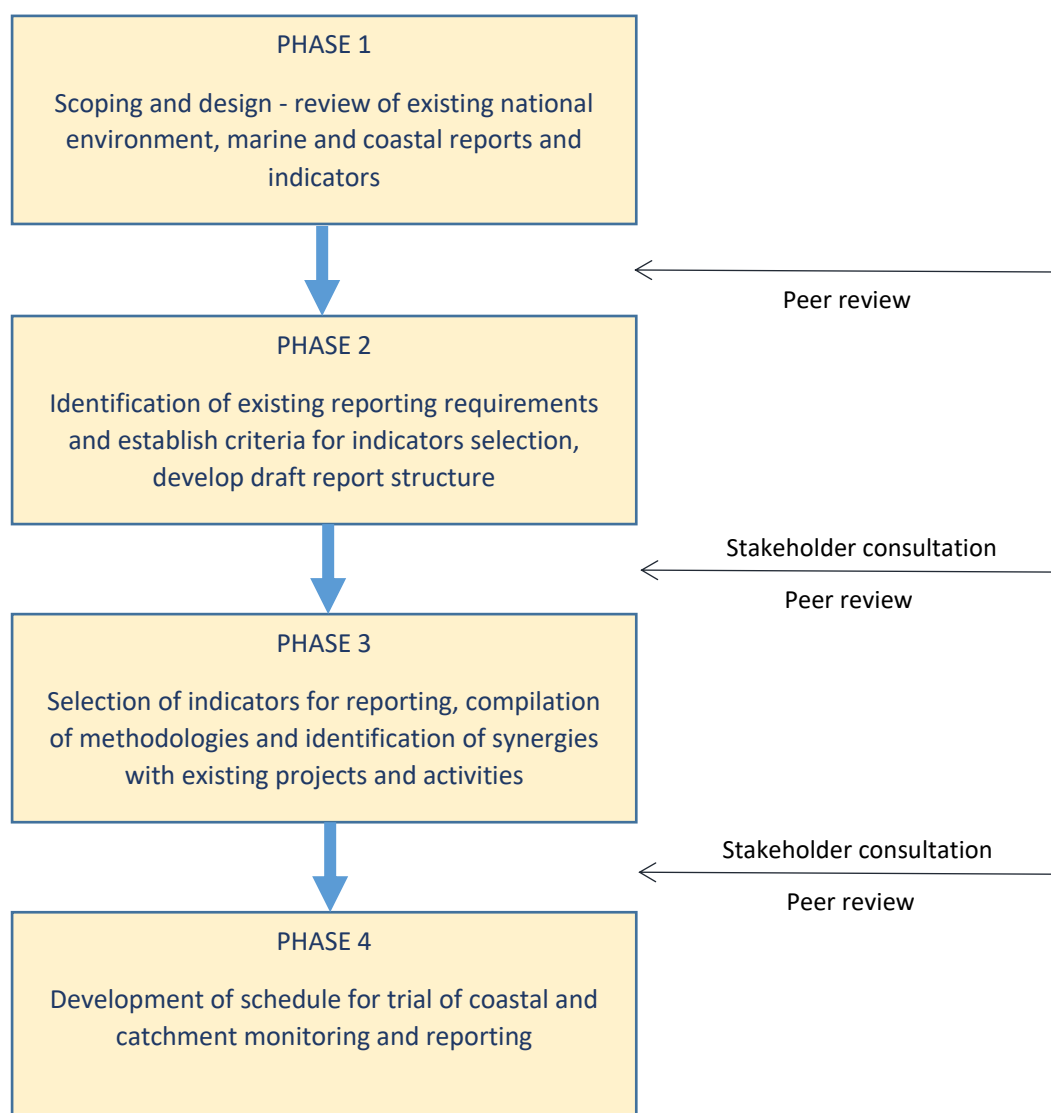 PHASE 1
Scoping and design - review of existing national
environment, marine and coastal reports and
indicators
Peer review
PHASE 2
Identification of existing reporting requirements
and establish criteria for indicators selection,
develop draft report structure
Stakeholder consultation
Peer review
PHASE 3
Selection of indicators for reporting, compilation
of methodologies and identification of synergies
with existing projects and activities
Stakeholder consultation
Peer review
PHASE 4
Development of schedule for trial of coastal and
catchment monitoring and reporting